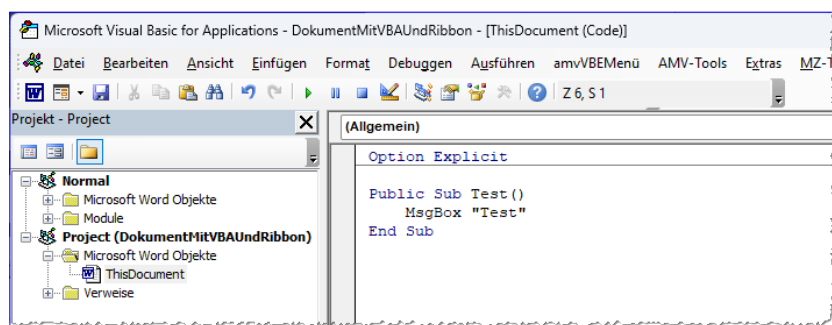 Microsoft Visual Basic for Applications - DokumentMitVBAUndRibbon - [ThisDocument (Code)]
Datei Bearbeiten Ansicht Einfügen Format Debuggen Ausführen amvVBEMenü AMV-Tools Extras MZ-T
Z 6, S 1
Projekt - Project
(Allgemein)
Option Explicit
Normal
Microsoft Word Objekte
Module
Project (DokumentMitVBAUndRibbon)
Microsoft Word Objekte
ThisDocument
Verweise
Public Sub Test()
MsgBox "Test"
End Sub